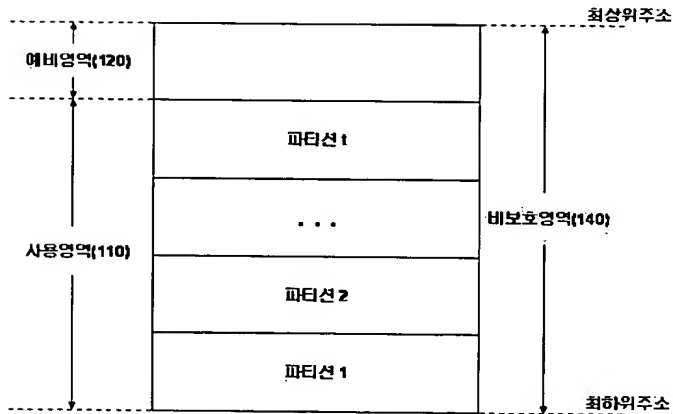 최상위주소
예비영역(120)
파티션 t
...
비보호영역(140)
사용영역(110)
파티션 2
파티션 1
최하위주소